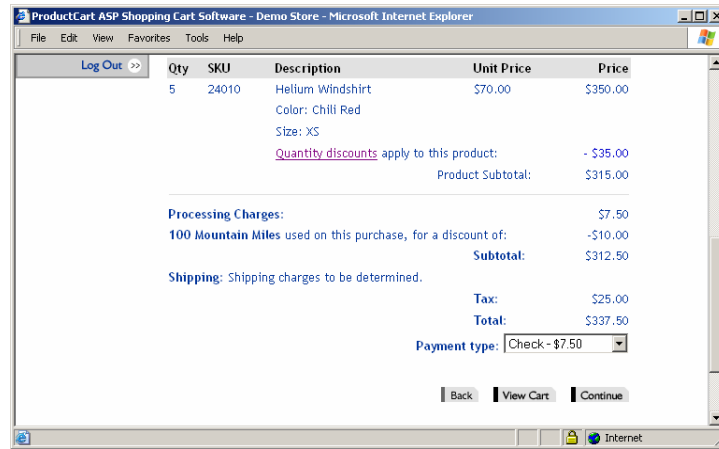 ProductCart ASP Shopping Cart Software - Demo Store - Microsoft Internet Explorer
File Edit View Favorites Tools Help
Log Out >>
Qty SKU Description Unit Price Price
5 24010 Helium Windshirt $70.00 $350.00
Color: Chili Red
Size: XS
Quantity discounts apply to this product: - $35.00
Product Subtotal: $315.00
Processing Charges: $7.50
100 Mountain Miles used on this purchase, for a discount of: -$10.00
Subtotal: $312.50
Shipping: Shipping charges to be determined.
Tax: $25.00
Total: $337.50
Payment type: Check - $7.50
Back View Cart Continue
Internet